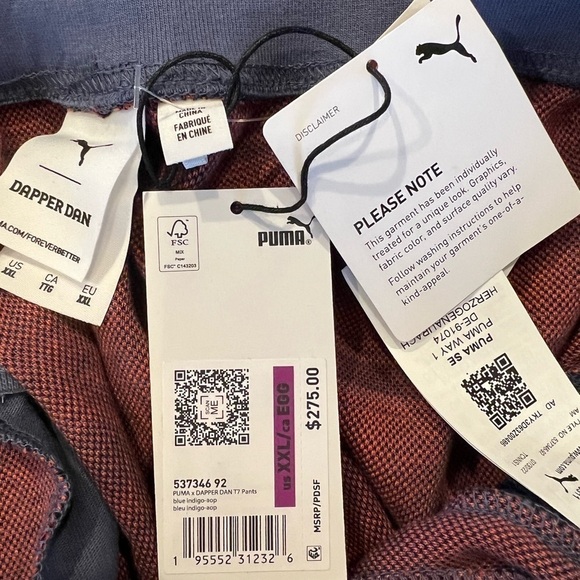 DAPPER DAN
MA.COM/FOREVERBETTER
US CA EU
XXL TTG XXL
CHINA
FABRIQUÉ
EN CHINE
FSC
MIX
Paper
FSC® C143203
PUMA®
SCAN ME
us XXL/ca EGG
$275.00
MSRP/PDSF
537346 92
PUMA x DAPPER DAN T7 Pants
blue indigo-aop
bleu indigo-aop
1 95552 31232 6
DISCLAIMER
PLEASE NOTE
This garment has been individually
treated for a unique look. Graphics,
fabric color, and surface quality vary.
Follow washing instructions to help
maintain your garment's one-of-a-
kind-appeal.
PUMA SE
PUMA WAY 1
DE-91074
HERZOGENAURACH